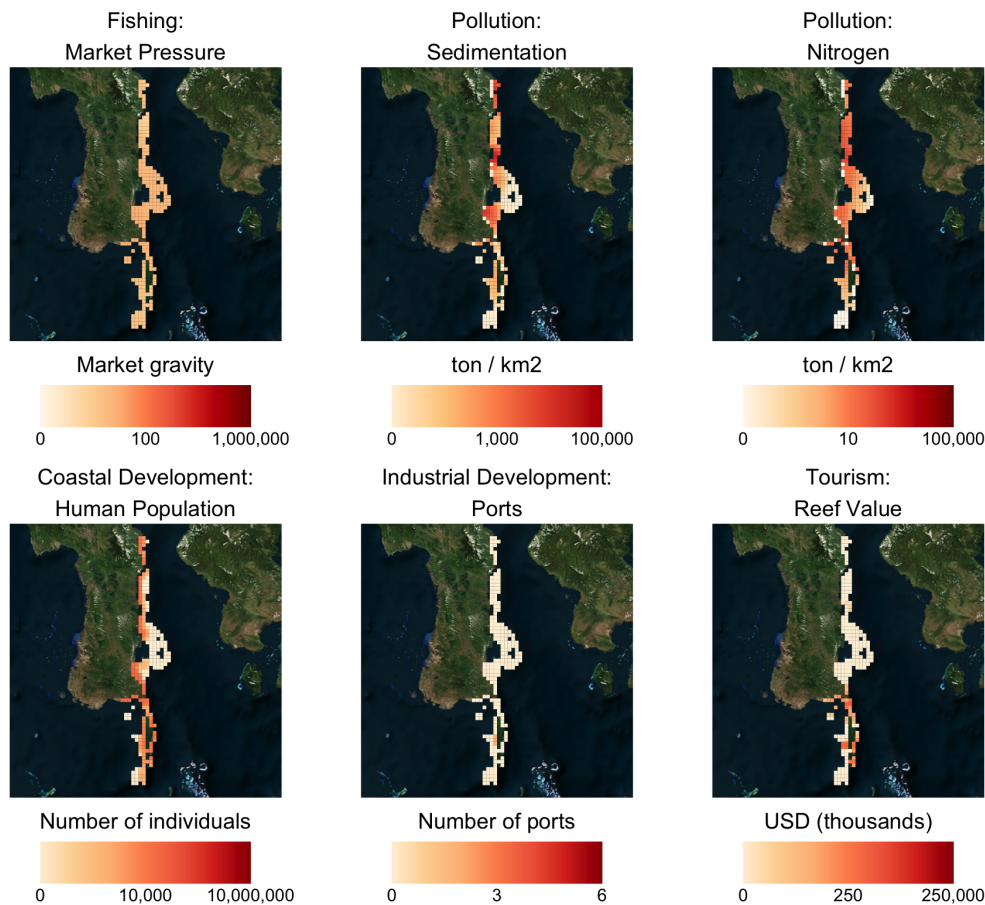 Fishing:
Market Pressure
Pollution:
Sedimentation
Pollution:
Nitrogen
Market gravity
0 100 1,000,000
ton / km2
0 1,000 100,000
ton / km2
0 10 100,000
Coastal Development:
Human Population
Industrial Development:
Ports
Tourism:
Reef Value
Number of individuals
0 10,000 10,000,000
Number of ports
0 3 6
USD (thousands)
0 250 250,000